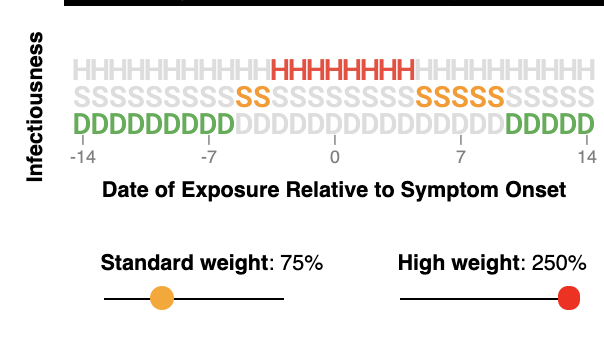 Infectiousness
HHHHHHHHHHHHHHHHHHHHHHHHHHHHH
SSSSSSSSSSSSSSSSSSSSSSSSSSSSS
DDDDDDDDDDDDDDDDDDDDDDDDDDDDD
-14 -7 0 7 14
Date of Exposure Relative to Symptom Onset
Standard weight: 75% High weight: 250%